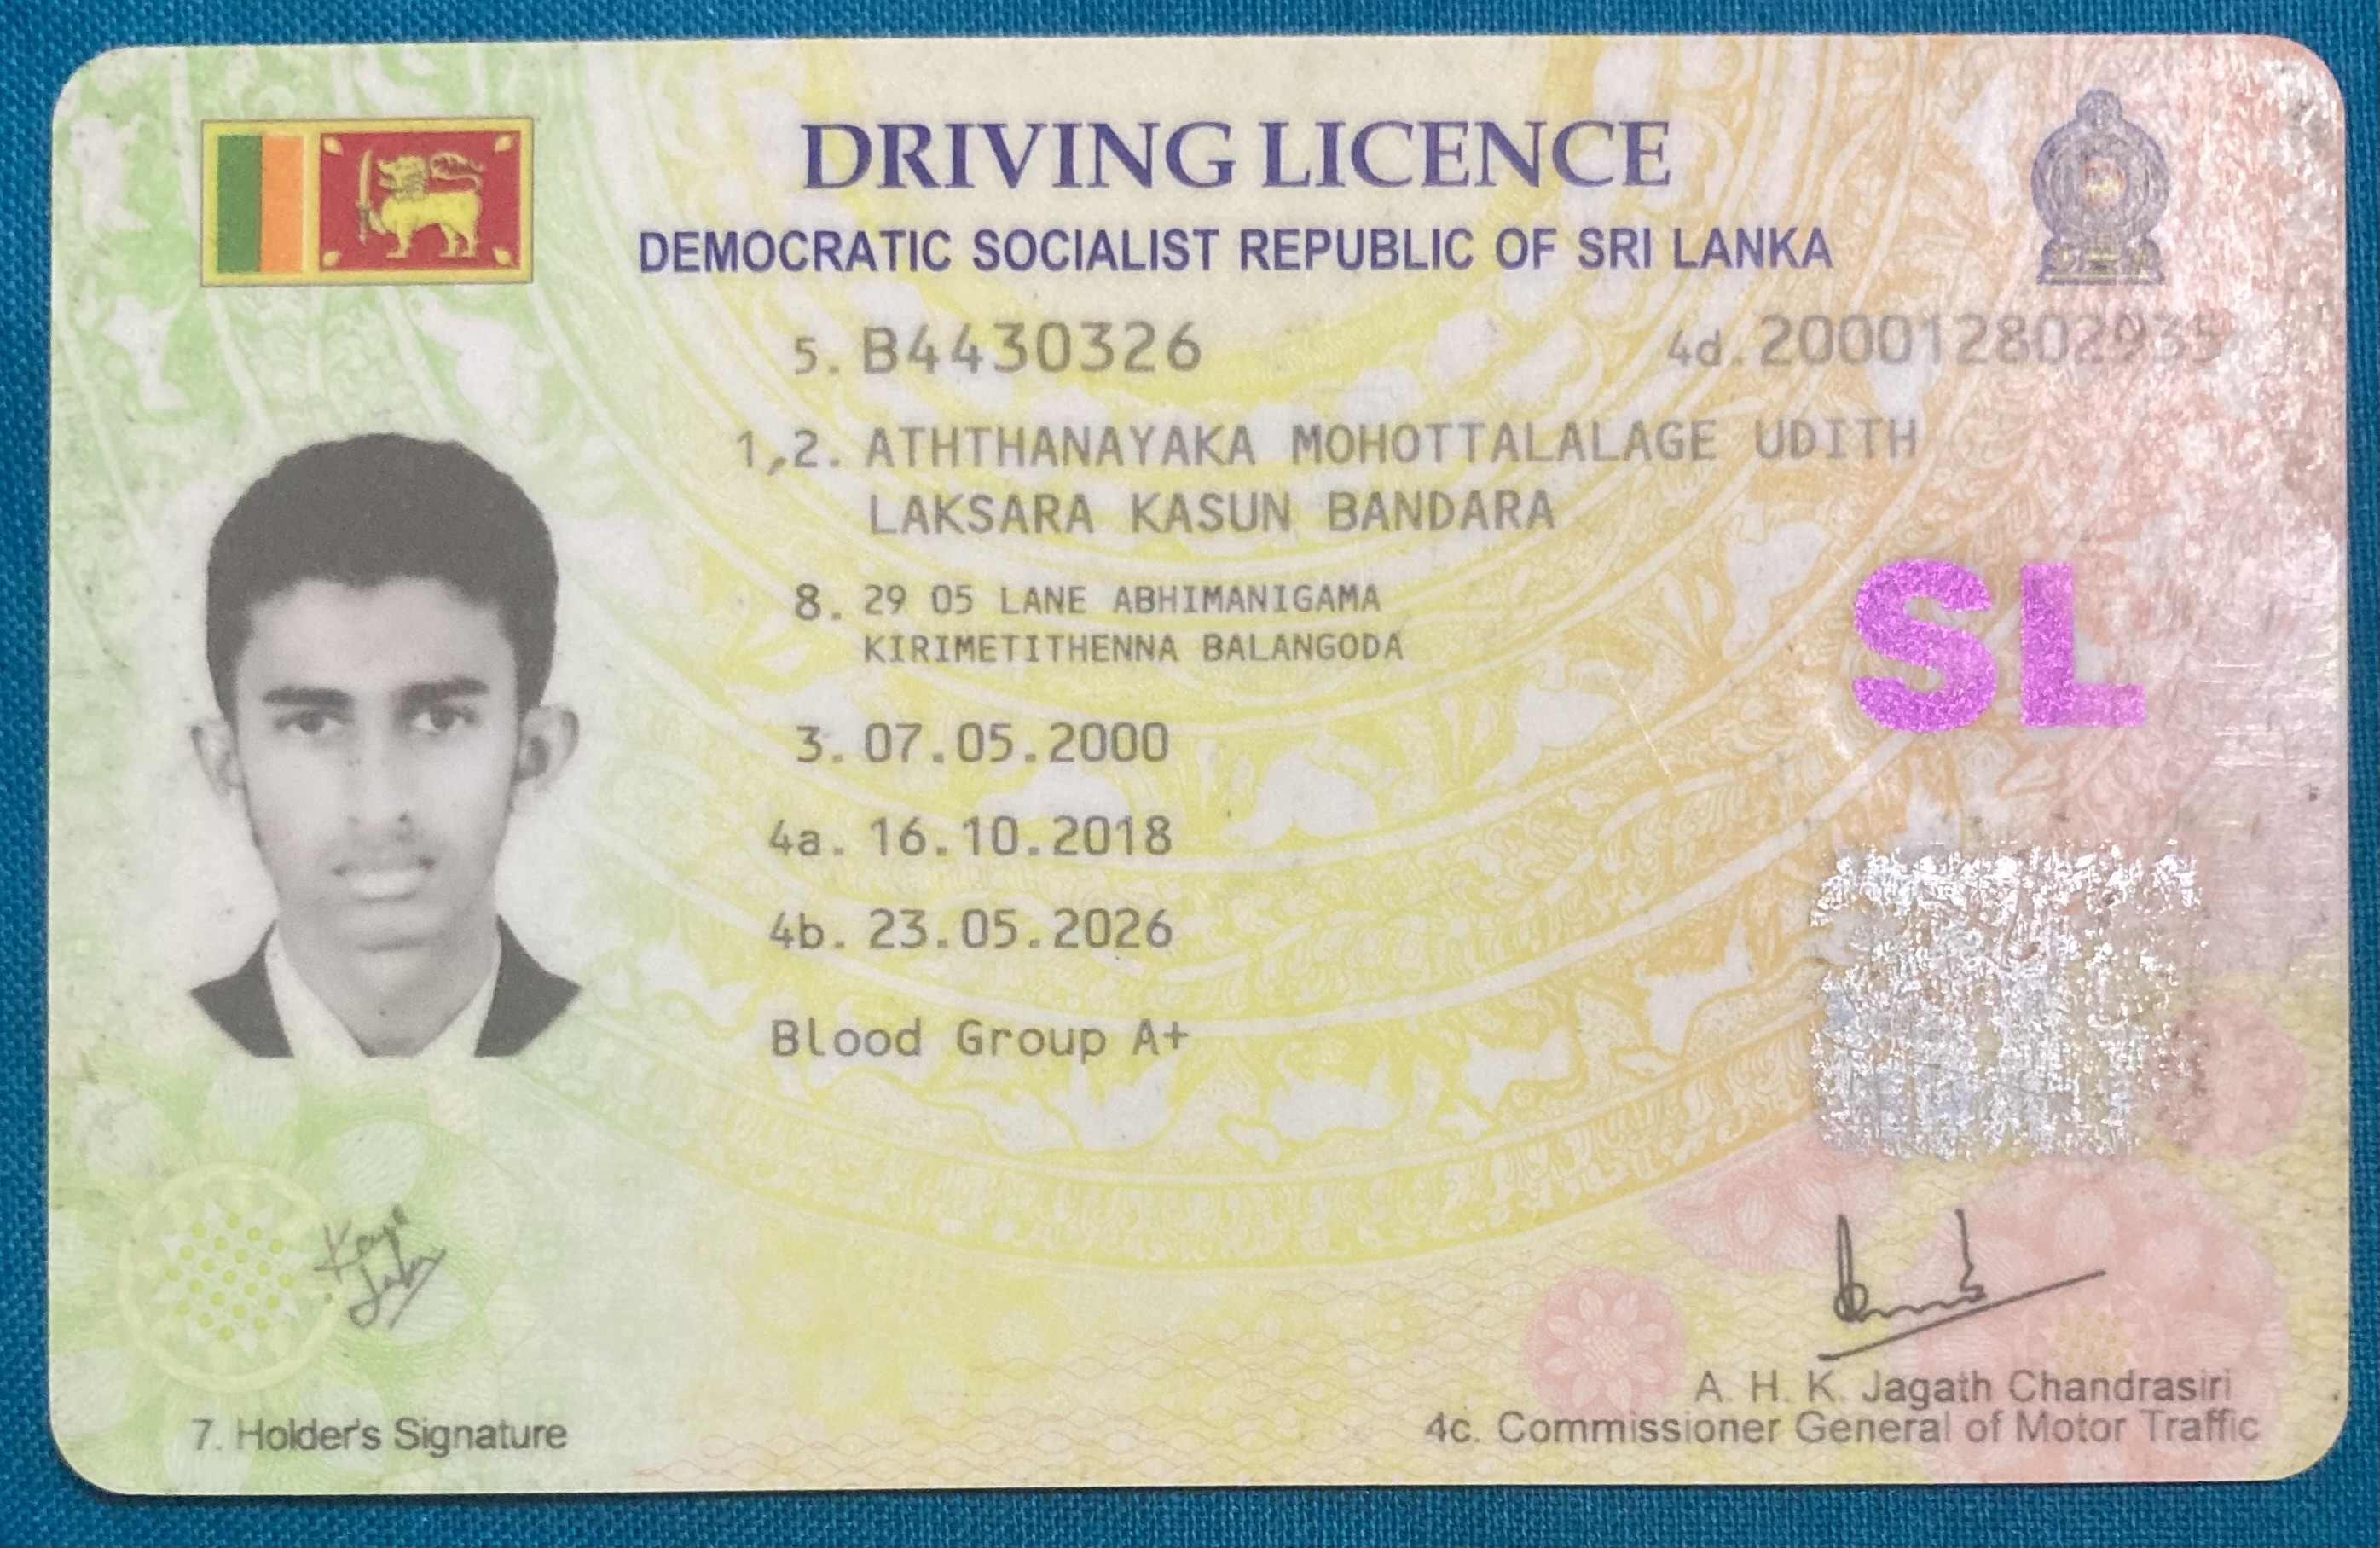 DRIVING LICENCE
DEMOCRATIC SOCIALIST REPUBLIC OF SRI LANKA
5. B4430326 4d. 200012802935
1,2. ATHTHANAYAKA MOHOTTALALAGE UDITH
LAKSARA KASUN BANDARA
8. 29 05 LANE ABHIMANIGAMA
KIRIMETITHENNA BALANGODA
SL
3. 07.05.2000
4a. 16.10.2018
4b. 23.05.2026
Blood Group A+
A. H. K. Jagath Chandrasiri
7. Holder's Signature 4c. Commissioner General of Motor Traffic